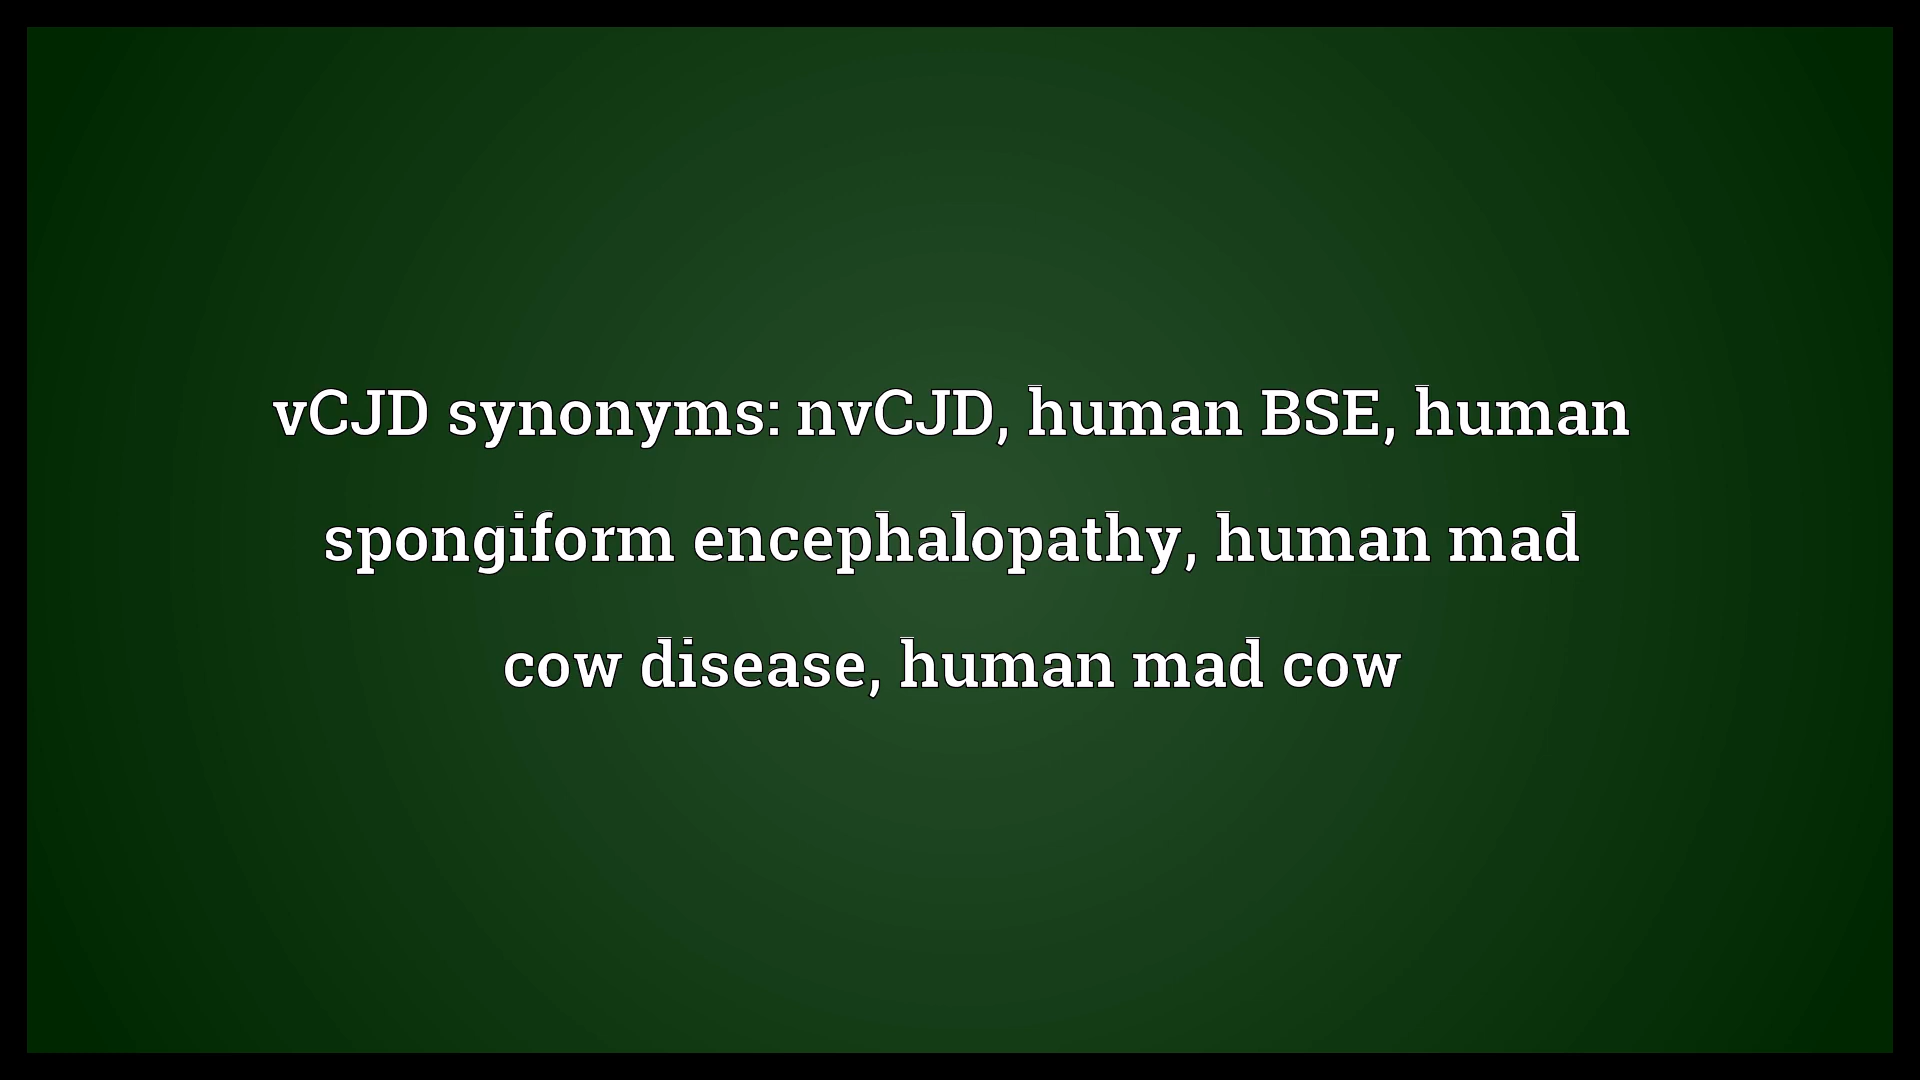 vCJD synonyms: nvCJD, human BSE, human
spongiform encephalopathy, human mad
cow disease, human mad cow